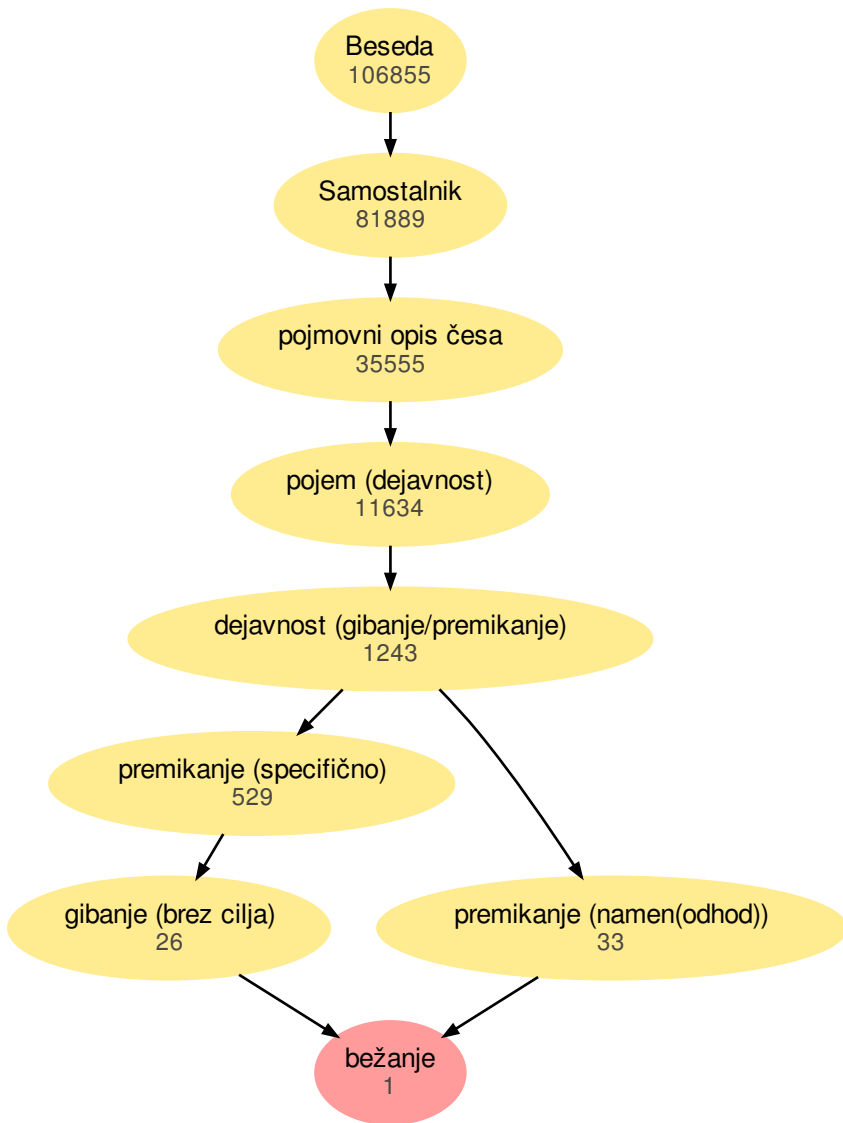 Beseda
106855
Samostalnik
81889
pojmovni opis česa
35555
pojem (dejavnost)
11634
dejavnost (gibanje/premikanje)
1243
premikanje (specifično)
529
gibanje (brez cilja)
26
premikanje (namen(odhod))
33
bežanje
1